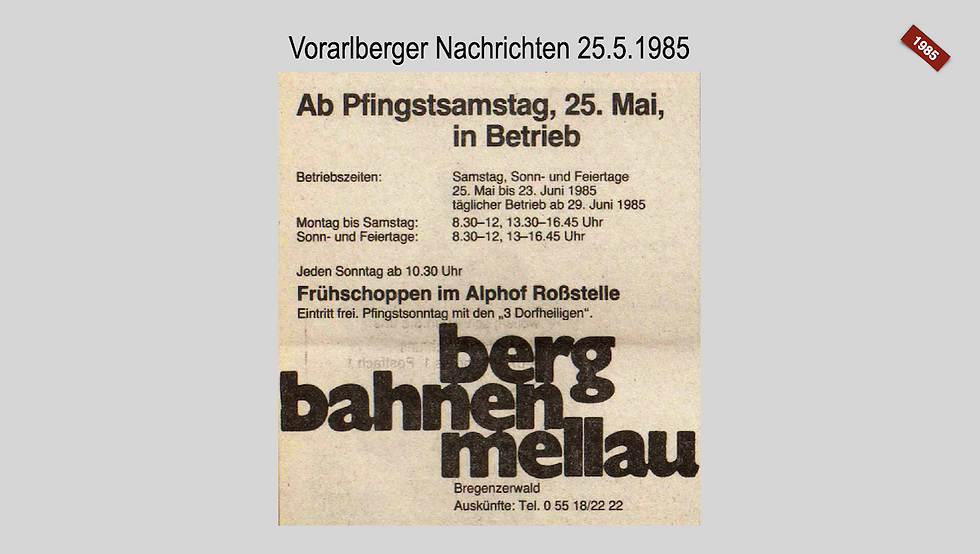 Vorarlberger Nachrichten 25.5.1985
1985
Ab Pfingstsamstag, 25. Mai,
in Betrieb
Betriebszeiten: Samstag, Sonn- und Feiertage
25. Mai bis 23. Juni 1985
täglicher Betrieb ab 29. Juni 1985
Montag bis Samstag: 8.30–12, 13.30–16.45 Uhr
Sonn- und Feiertage: 8.30–12, 13–16.45 Uhr
Jeden Sonntag ab 10.30 Uhr
Frühschoppen im Alphof Roßstelle
Eintritt frei. Pfingstsonntag mit den „3 Dorfheiligen“.
berg
bahnen
mellau
Bregenzerwald
Auskünfte: Tel. 0 55 18/22 22